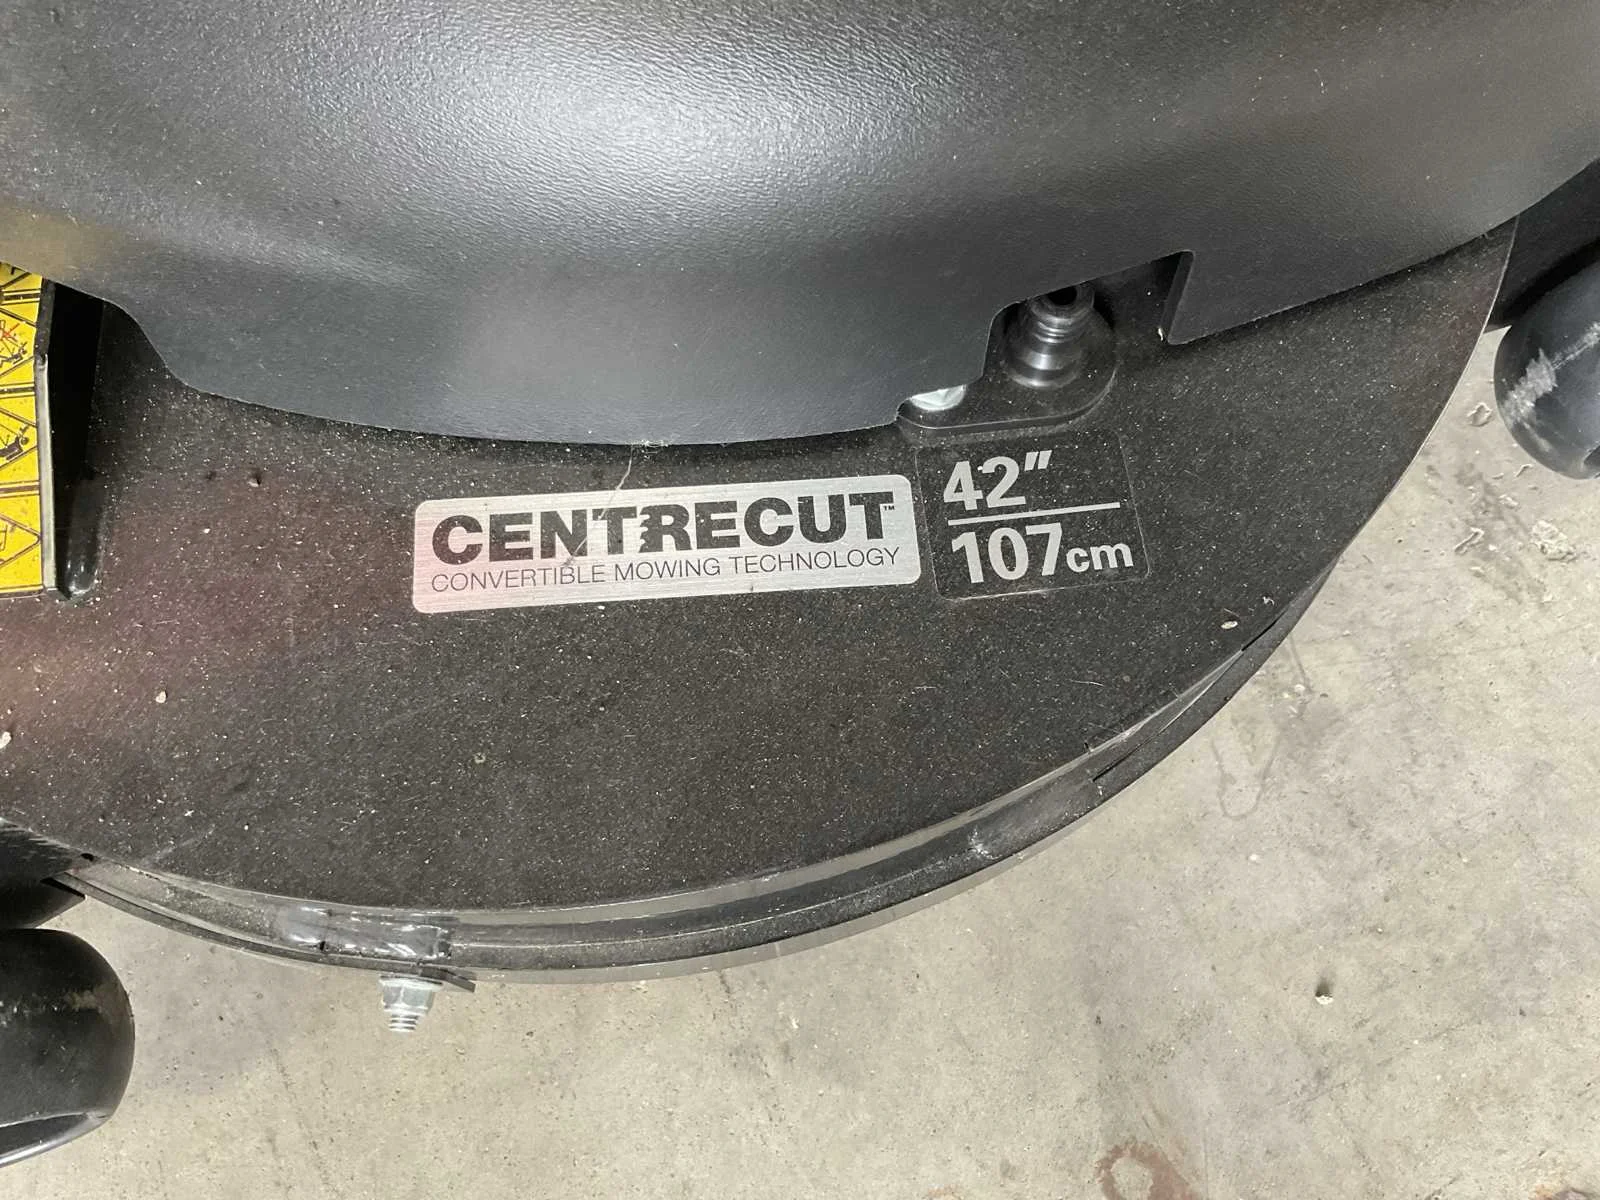 CENTRECUT™
CONVERTIBLE MOWING TECHNOLOGY
42"
107cm